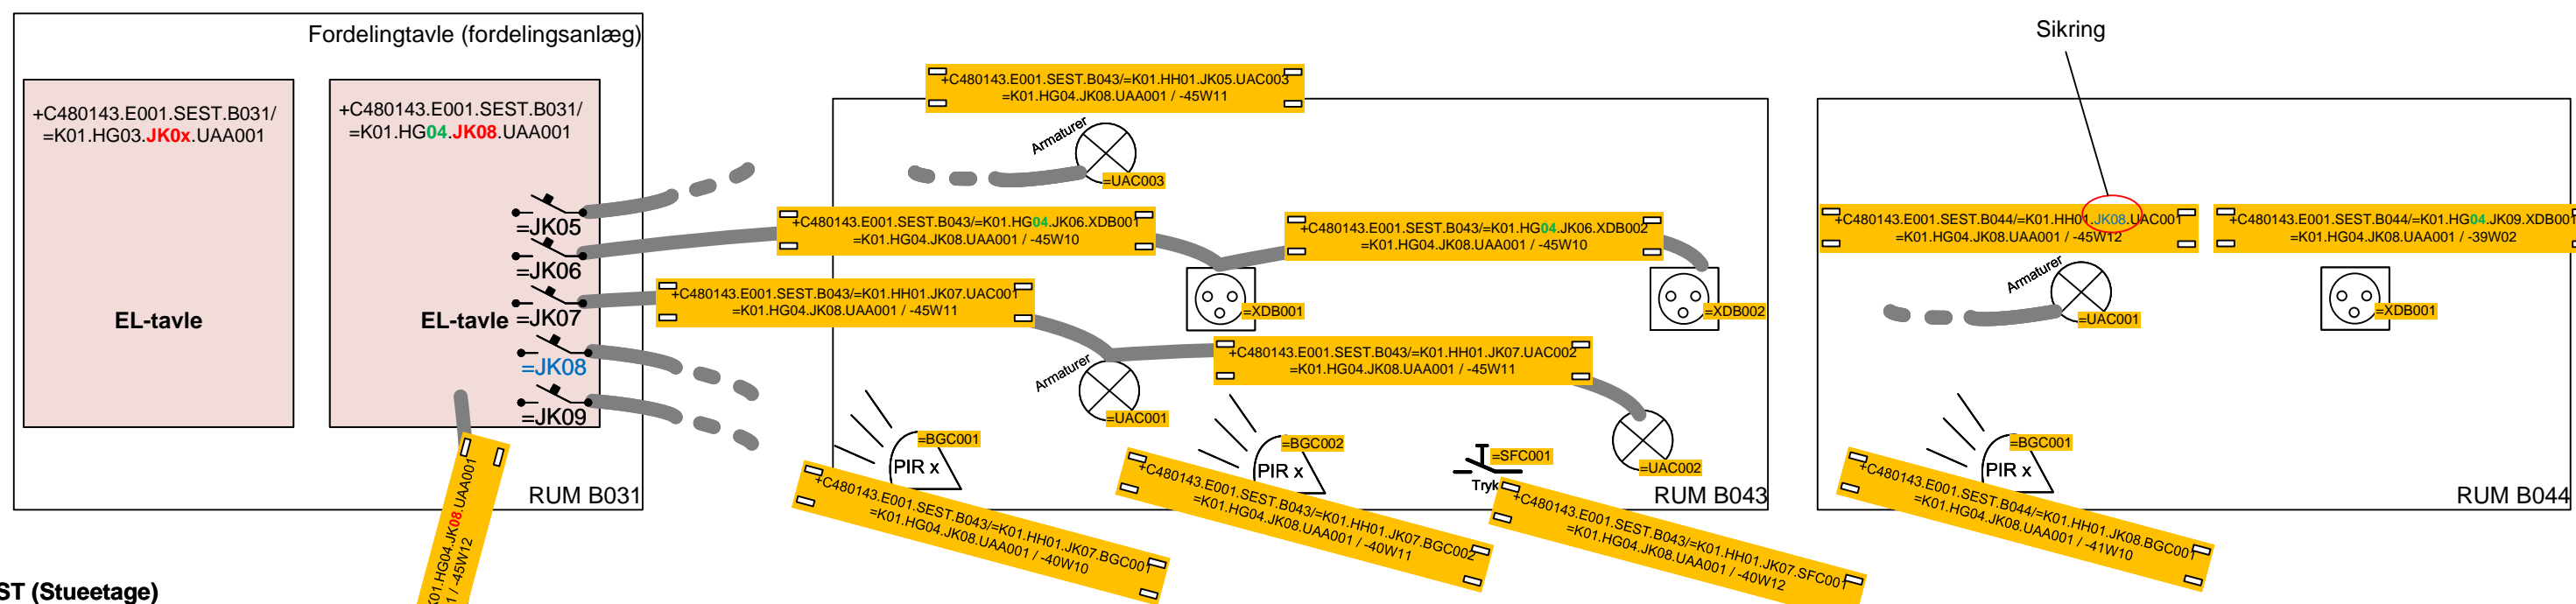 Fordelingtavle (fordelingsanlæg)
+C480143.E001.SEST.B031/
=K01.HG03.JK0x.UAA001
EL-tavle
+C480143.E001.SEST.B031/
=K01.HG04.JK08.UAA001
EL-tavle
=JK05
=JK06
=JK07
=JK08
=JK09
RUM B031
K01.HG04.JK08.UAA001
1 / -45W12
ST (Stueetage)
+C480143.E001.SEST.B043/=K01.HH01.JK05.UAC003
=K01.HG04.JK08.UAA001 / -45W11
Armaturer
=UAC003
+C480143.E001.SEST.B043/=K01.HG04.JK06.XDB001
=K01.HG04.JK08.UAA001 / -45W10
+C480143.E001.SEST.B043/=K01.HG04.JK06.XDB002
=K01.HG04.JK08.UAA001 / -45W10
=XDB001
=XDB002
+C480143.E001.SEST.B043/=K01.HH01.JK07.UAC001
=K01.HG04.JK08.UAA001 / -45W11
+C480143.E001.SEST.B043/=K01.HH01.JK07.UAC002
=K01.HG04.JK08.UAA001 / -45W11
Armaturer
=UAC001
=UAC002
=BGC001
PIR x
+C480143.E001.SEST.B043/=K01.HH01.JK07.BGC001
=K01.HG04.JK08.UAA001 / -40W10
=BGC002
PIR x
+C480143.E001.SEST.B043/=K01.HH01.JK07.BGC002
=K01.HG04.JK08.UAA001 / -40W11
=SFC001
Tryk
+C480143.E001.SEST.B043/=K01.HH01.JK07.SFC001
=K01.HG04.JK08.UAA001 / -40W12
RUM B043
Sikring
+C480143.E001.SEST.B044/=K01.HH01.JK08.UAC001
=K01.HG04.JK08.UAA001 / -45W12
+C480143.E001.SEST.B044/=K01.HG04.JK09.XDB001
=K01.HG04.JK08.UAA001 / -39W02
Armaturer
=UAC001
=XDB001
=BGC001
PIR x
+C480143.E001.SEST.B044/=K01.HH01.JK08.BGC001
=K01.HG04.JK08.UAA001 / -41W10
RUM B044